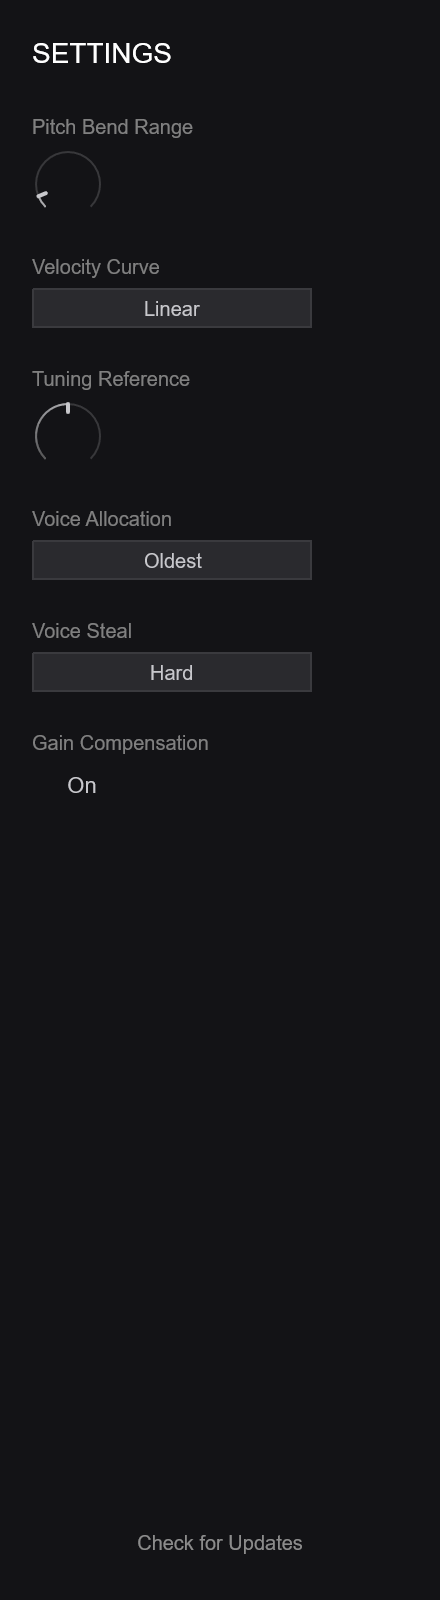 SETTINGS
Pitch Bend Range
Velocity Curve
Linear
Tuning Reference
Voice Allocation
Oldest
Voice Steal
Hard
Gain Compensation
On
Check for Updates